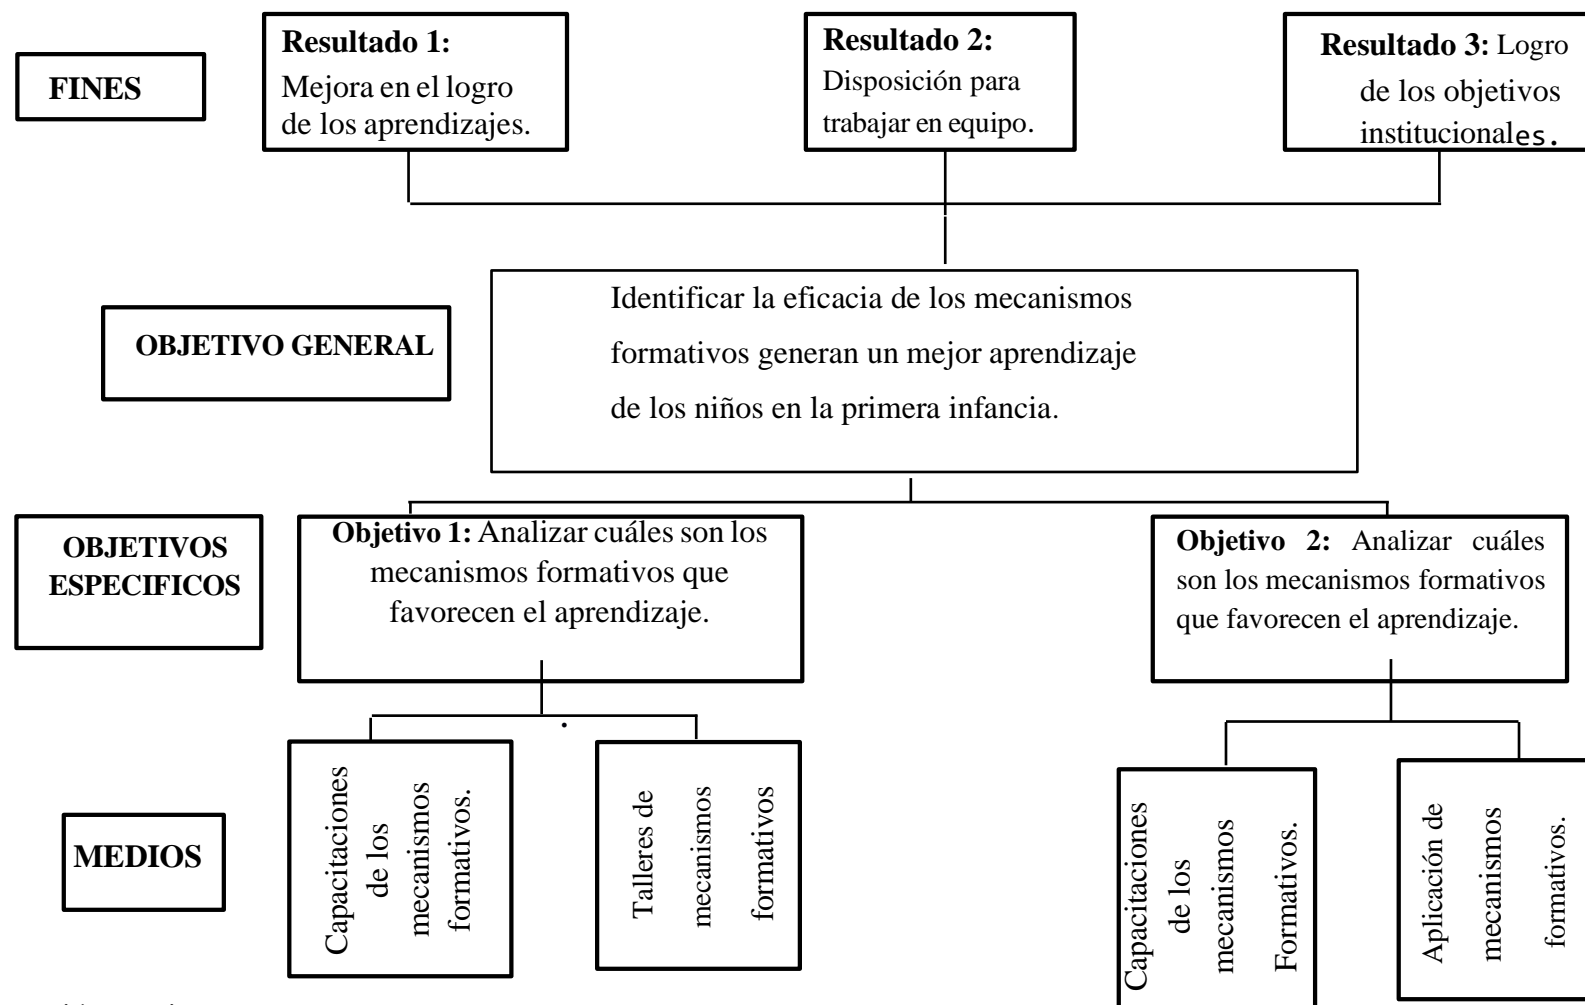 FINES
Resultado 1:
Mejora en el logro
de los aprendizajes.
Resultado 2:
Disposición para
trabajar en equipo.
Resultado 3: Logro
de los objetivos
institucionales.
OBJETIVO GENERAL
Identificar la eficacia de los mecanismos
formativos generan un mejor aprendizaje
de los niños en la primera infancia.
OBJETIVOS
ESPECIFICOS
Objetivo 1: Analizar cuáles son los
mecanismos formativos que
favorecen el aprendizaje.
Objetivo 2: Analizar cuáles
son los mecanismos formativos
que favorecen el aprendizaje.
.
MEDIOS
Capacitaciones
de los
mecanismos
formativos.
Talleres de
mecanismos
formativos
Capacitaciones
de los
mecanismos
Formativos.
Aplicación de
mecanismos
formativos.